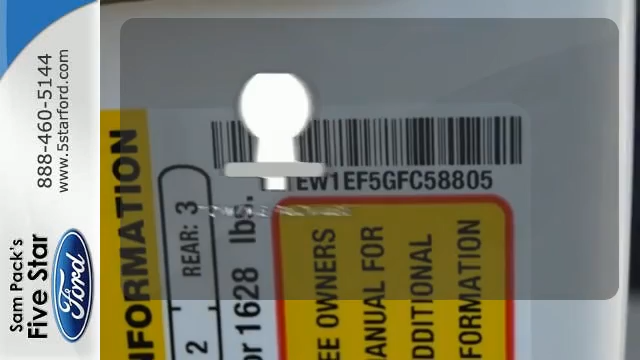 Sam Pack's
Five Star
Ford
888-460-5144
www.5starford.com
EW1EF5GFC58805
FORMATION
REAR: 3
2
or 1628 lbs.
EE OWNERS
ANUAL FOR
DDITIONAL
FORMATION